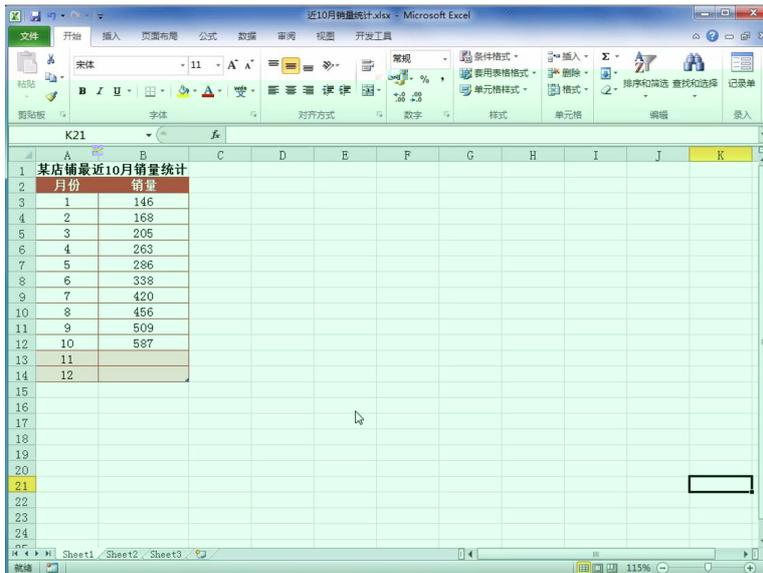 近10月销量统计.xlsx - Microsoft Excel
文件 开始 插入 页面布局 公式 数据 审阅 视图 开发工具
宋体 11 A A 常规 条件格式 插入 Σ
粘贴 % , 套用表格格式 删除 排序和筛选 查找和选择 记录单
B I U A 变 单元格样式 格式
剪贴板 字体 对齐方式 数字 样式 单元格 编辑 录入
K21 fx
A B C D E F G H I J K
1 某店铺最近10月销量统计
2 月份 销量
3 1 146
4 2 168
5 3 205
6 4 263
7 5 286
8 6 338
9 7 420
10 8 456
11 9 509
12 10 587
13 11
14 12
15
16
17
18
19
20
21
22
23
24
25
Sheet1 Sheet2 Sheet3
就绪 115%